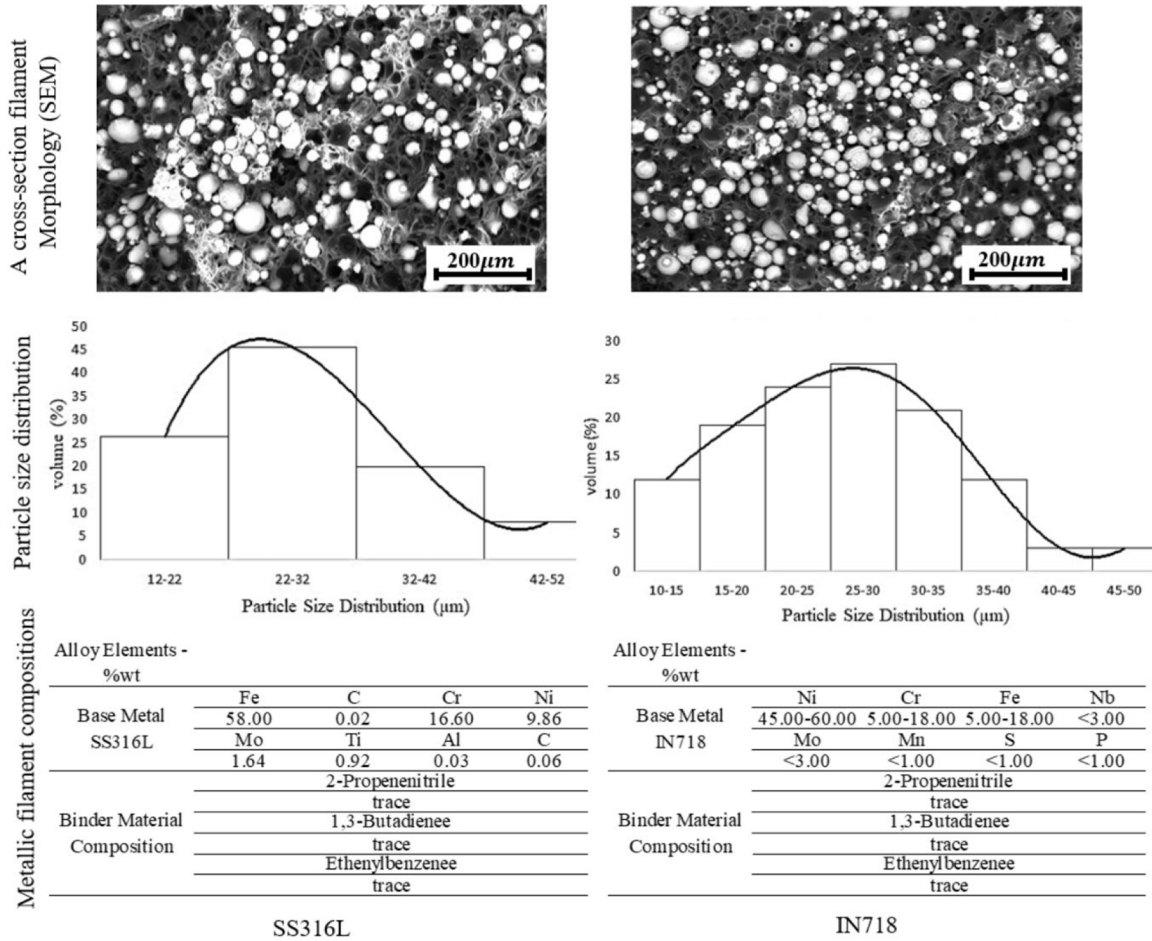 A cross-section filament
Morphology (SEM)
200μm
200μm
Particle size distribution
volume (%)
50
45
40
35
30
25
20
15
10
5
0
12-22 22-32 32-42 42-52
Particle Size Distribution (μm)
volume (%)
30
25
20
15
10
5
0
10-15 15-20 20-25 25-30 30-35 35-40 40-45 45-50
Particle Size Distribution (μm)
Metallic filament compositions
Alloy Elements -
%wt
Fe C Cr Ni
Base Metal 58.00 0.02 16.60 9.86
SS316L Mo Ti Al C
1.64 0.92 0.03 0.06
2-Propenenitrile
trace
Binder Material 1,3-Butadienee
Composition trace
Ethenylbenzenee
trace
SS316L
Alloy Elements -
%wt
Ni Cr Fe Nb
Base Metal 45.00-60.00 5.00-18.00 5.00-18.00 <3.00
IN718 Mo Mn S P
<3.00 <1.00 <1.00 <1.00
2-Propenenitrile
trace
Binder Material 1,3-Butadienee
Composition trace
Ethenylbenzenee
trace
IN718